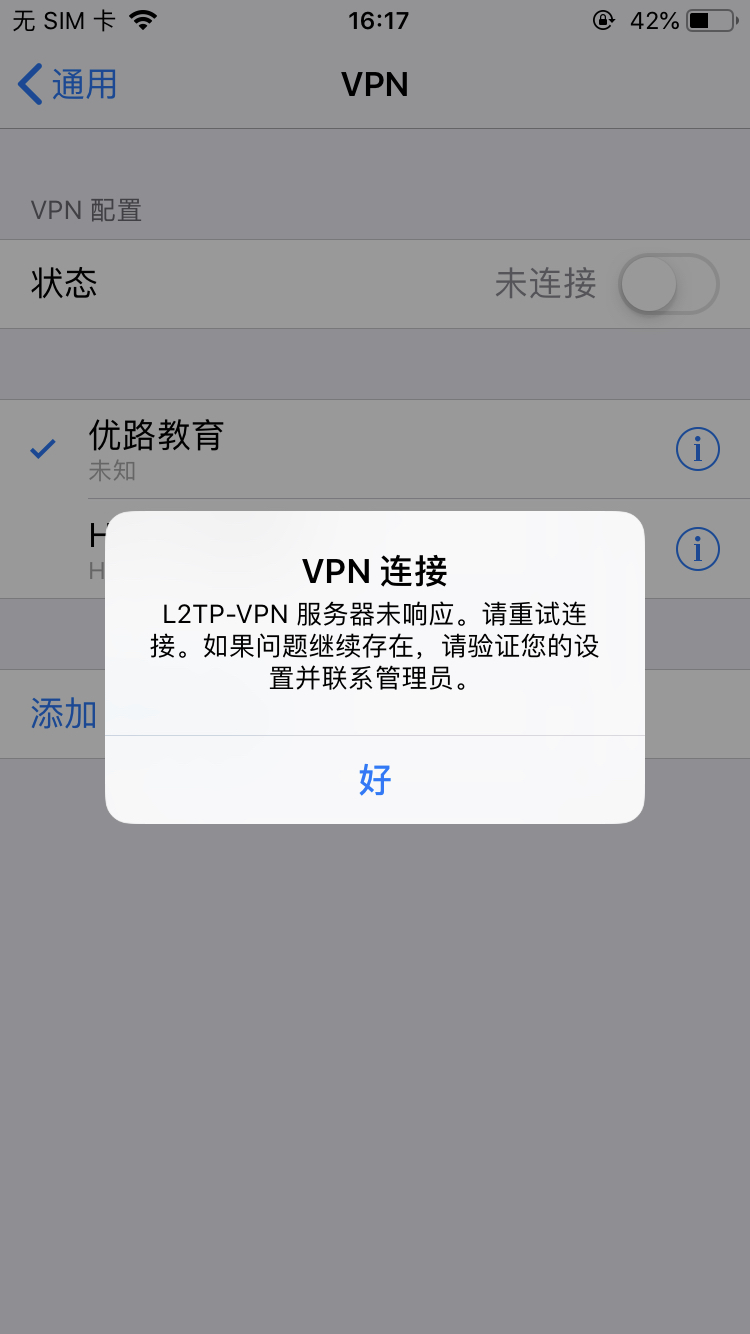 无 SIM 卡
16:17
42%
通用
VPN
VPN 配置
状态
未连接
优路教育
未知
H
H
添加
VPN 连接
L2TP-VPN 服务器未响应。请重试连
接。如果问题继续存在，请验证您的设
置并联系管理员。
好